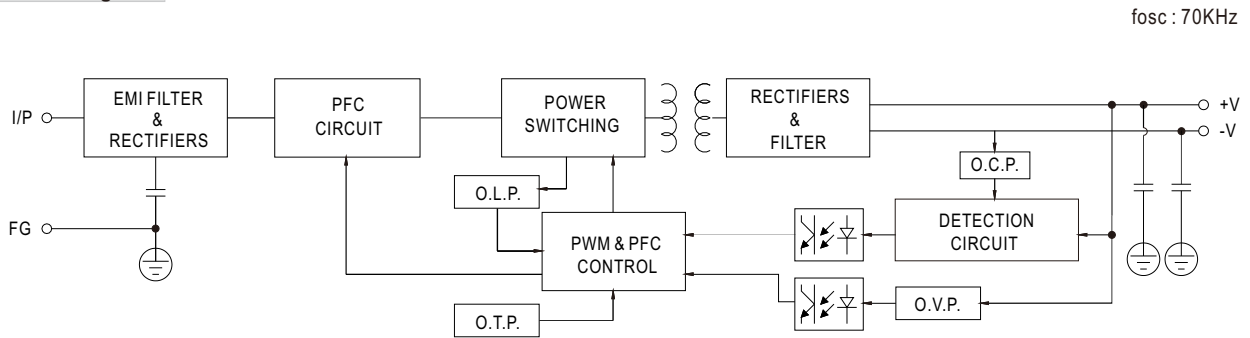 fosc : 70KHz
I/P
EMI FILTER
&
RECTIFIERS
PFC
CIRCUIT
POWER
SWITCHING
RECTIFIERS
&
FILTER
+V
-V
O.C.P.
O.L.P.
FG
PWM & PFC
CONTROL
DETECTION
CIRCUIT
O.T.P.
O.V.P.